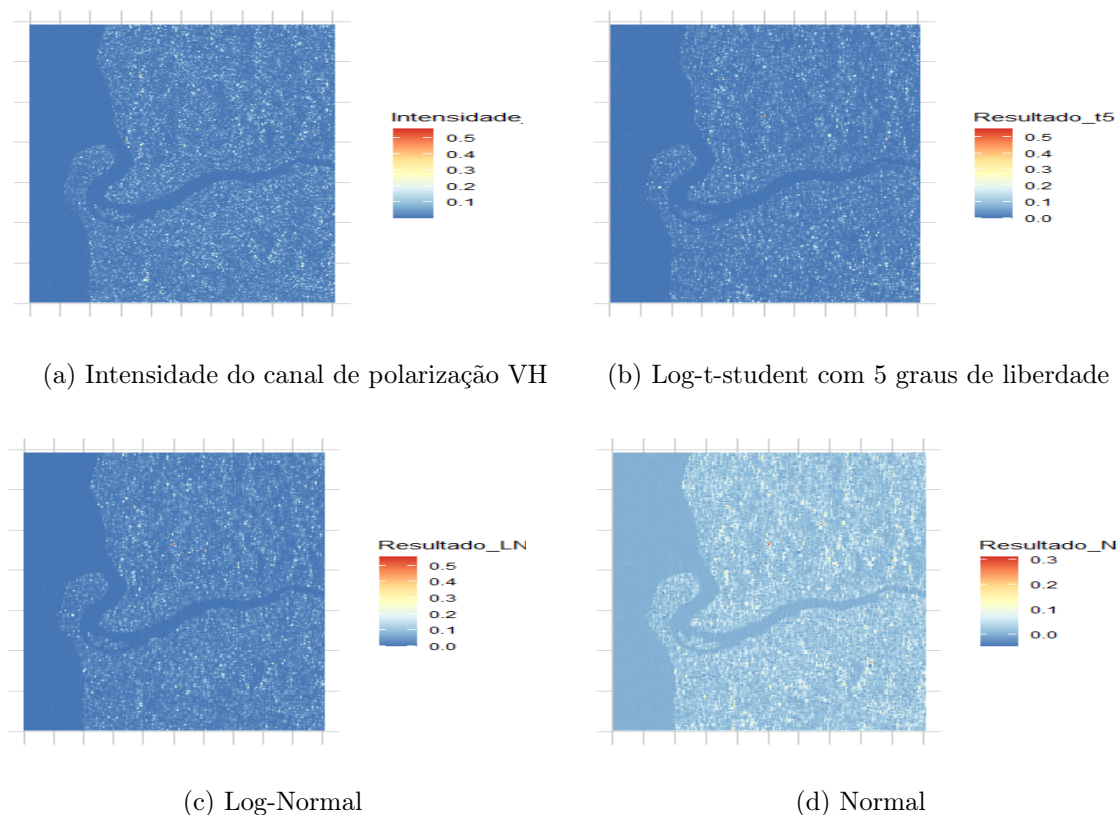 Intensidade_
0.5
0.4
0.3
0.2
0.1
Resultado_t5
0.5
0.4
0.3
0.2
0.1
0.0
(a) Intensidade do canal de polarização VH
(b) Log-t-student com 5 graus de liberdade
Resultado_LN
0.5
0.4
0.3
0.2
0.1
0.0
Resultado_N
0.3
0.2
0.1
0.0
(c) Log-Normal
(d) Normal